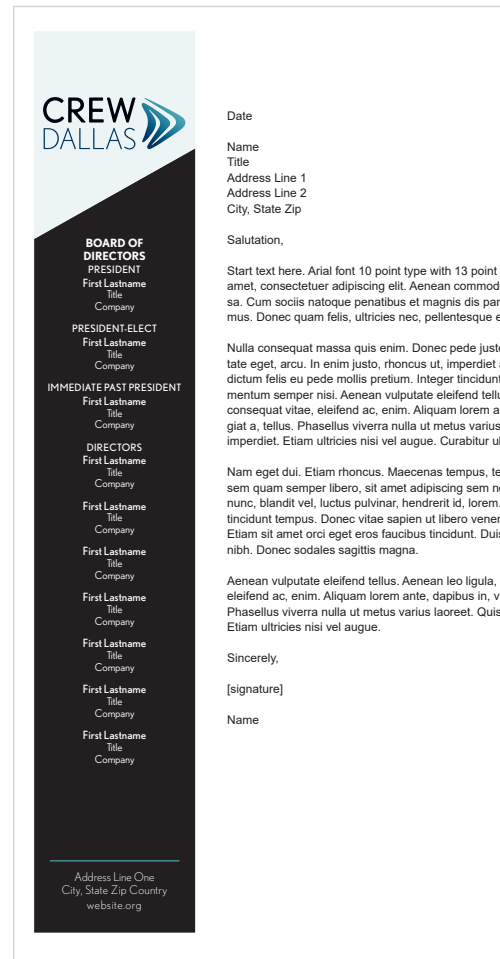 CREW
DALLAS
BOARD OF
DIRECTORS
PRESIDENT
First Lastname
Title
Company
PRESIDENT-ELECT
First Lastname
Title
Company
IMMEDIATE PAST PRESIDENT
First Lastname
Title
Company
DIRECTORS
First Lastname
Title
Company
First Lastname
Title
Company
First Lastname
Title
Company
First Lastname
Title
Company
First Lastname
Title
Company
First Lastname
Title
Company
First Lastname
Title
Company
Address Line One
City, State Zip Country
website.org
Date
Name
Title
Address Line 1
Address Line 2
City, State Zip
Salutation,
Start text here. Arial font 10 point type with 13 point
amet, consectetuer adipiscing elit. Aenean commod
sa. Cum sociis natoque penatibus et magnis dis par
mus. Donec quam felis, ultricies nec, pellentesque e
Nulla consequat massa quis enim. Donec pede justo
tate eget, arcu. In enim justo, rhoncus ut, imperdiet
dictum felis eu pede mollis pretium. Integer tincidunt
mentum semper nisi. Aenean vulputate eleifend tellu
consequat vitae, eleifend ac, enim. Aliquam lorem a
giat a, tellus. Phasellus viverra nulla ut metus varius
imperdiet. Etiam ultricies nisi vel augue. Curabitur ul
Nam eget dui. Etiam rhoncus. Maecenas tempus, te
sem quam semper libero, sit amet adipiscing sem ne
nunc, blandit vel, luctus pulvinar, hendrerit id, lorem.
tincidunt tempus. Donec vitae sapien ut libero vener
Etiam sit amet orci eget eros faucibus tincidunt. Duis
nibh. Donec sodales sagittis magna.
Aenean vulputate eleifend tellus. Aenean leo ligula,
eleifend ac, enim. Aliquam lorem ante, dapibus in, v
Phasellus viverra nulla ut metus varius laoreet. Quis
Etiam ultricies nisi vel augue.
Sincerely,
[signature]
Name